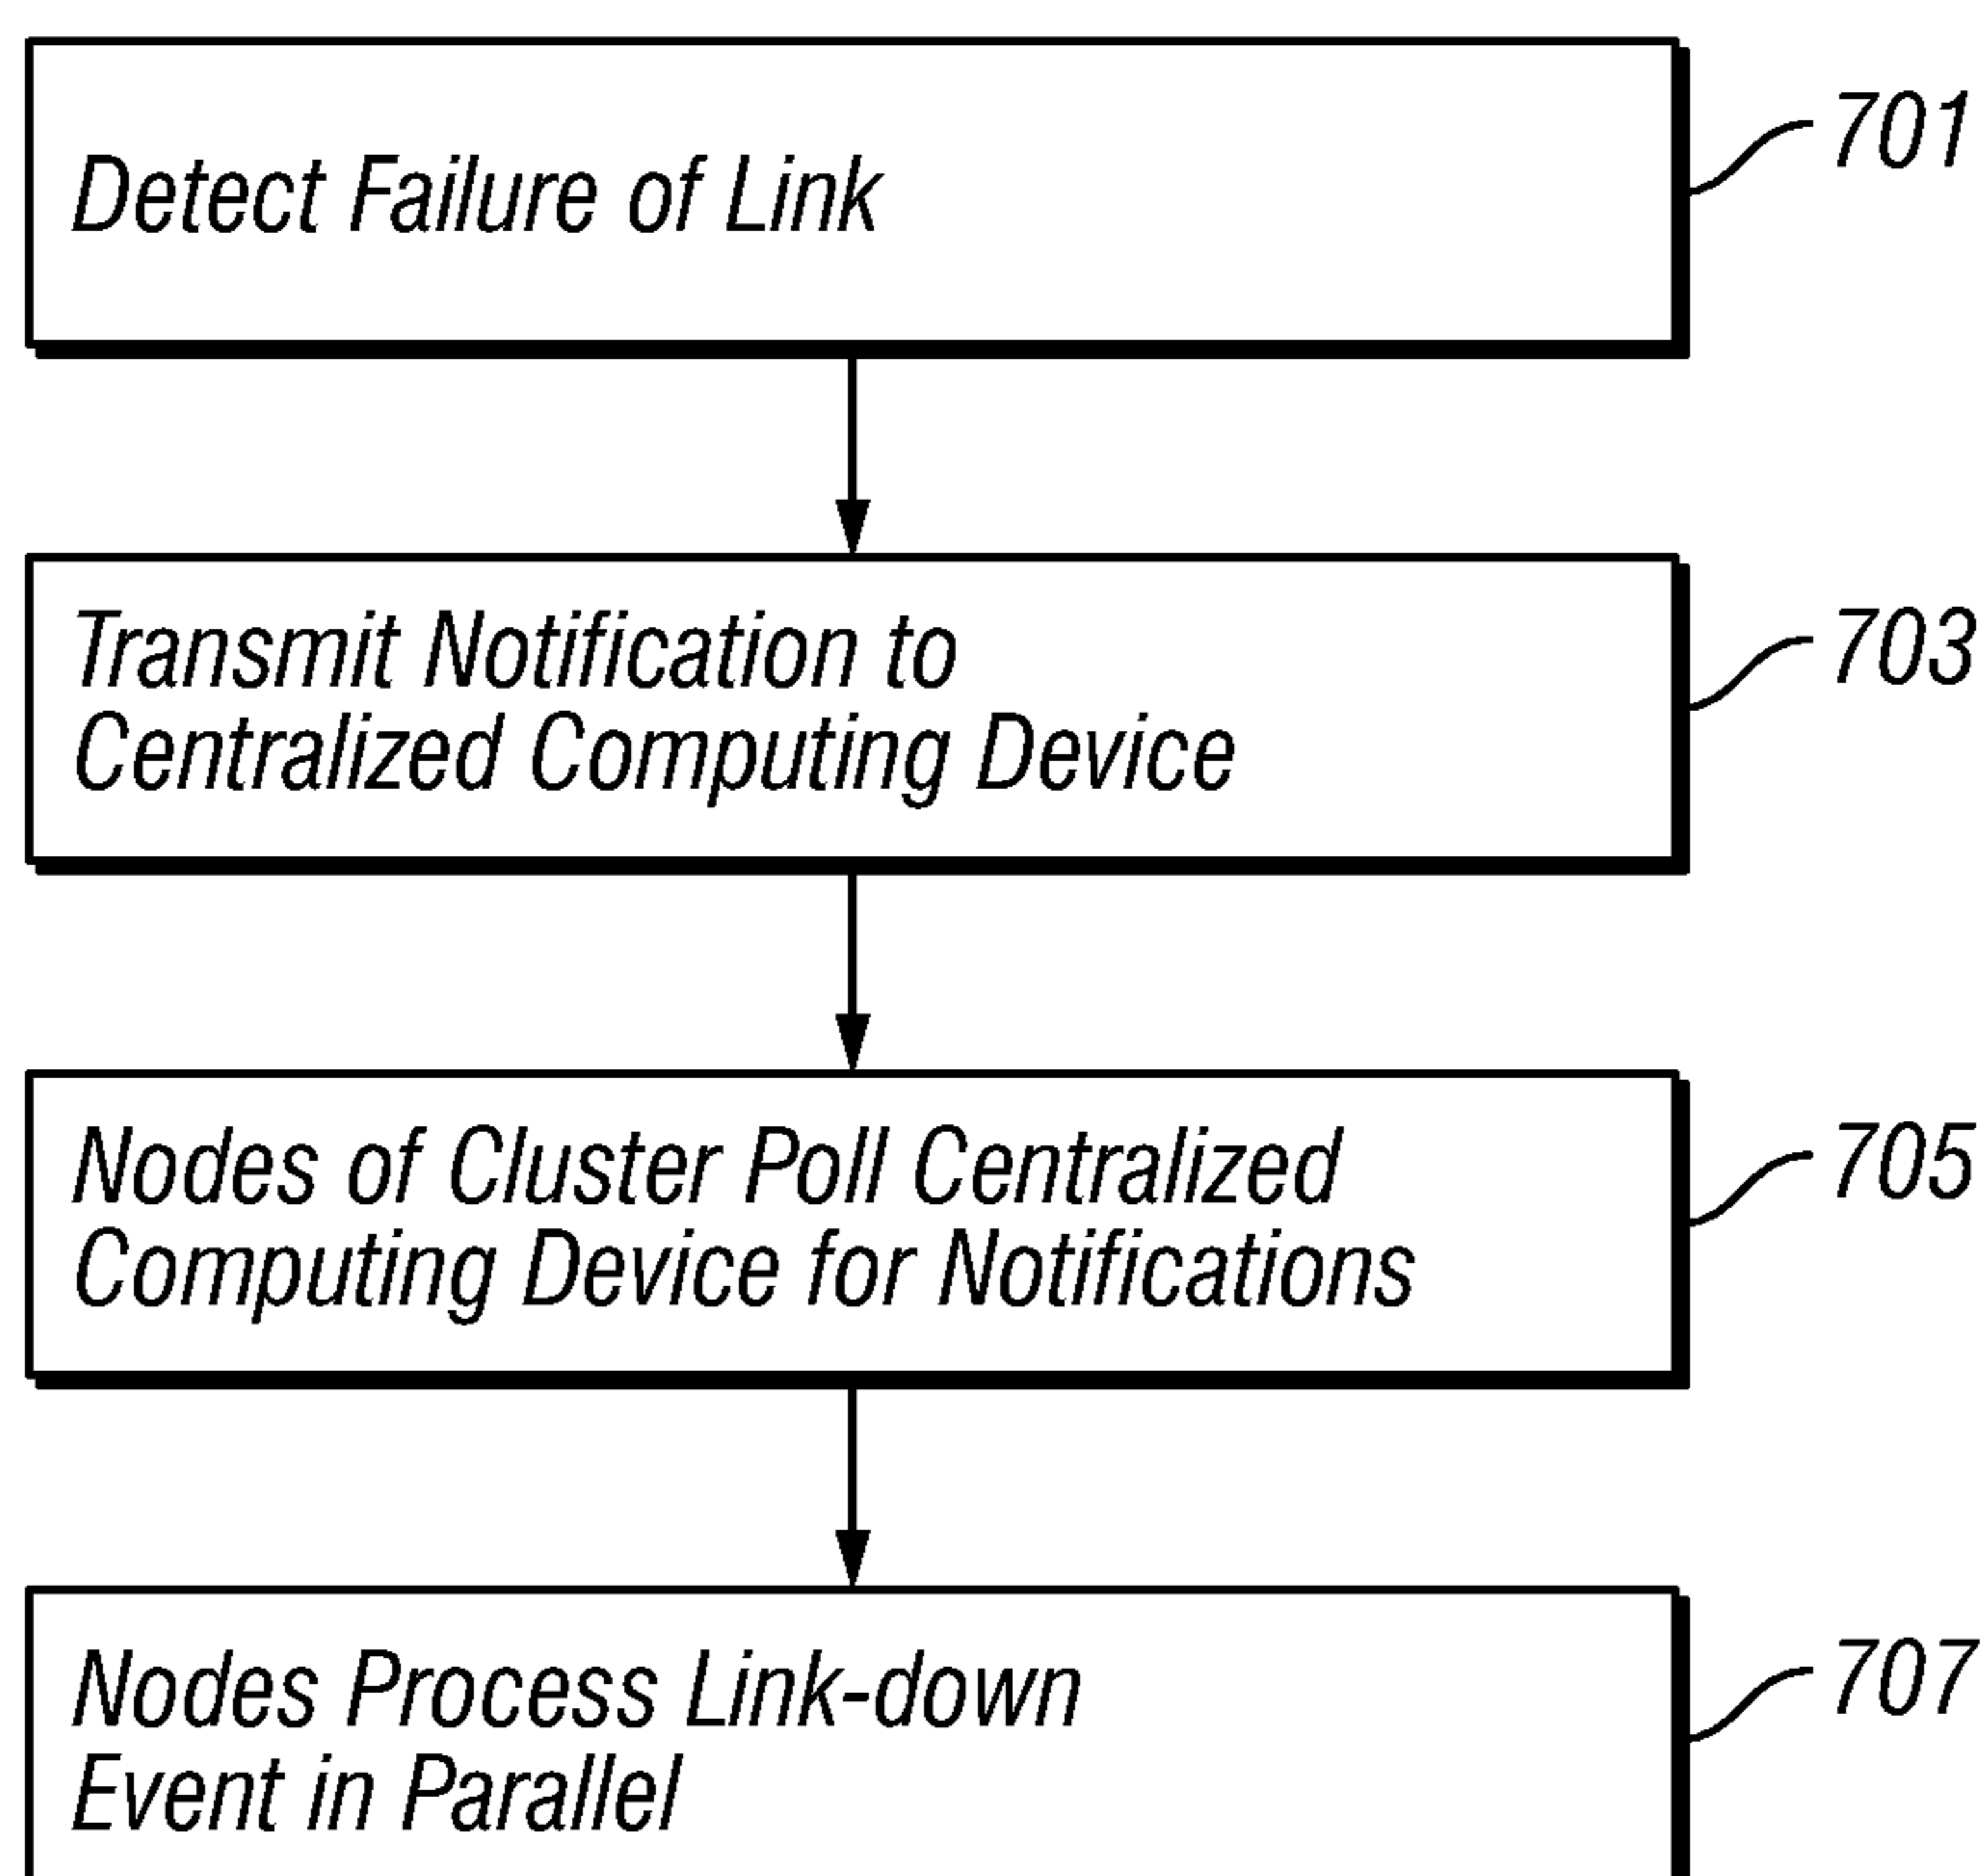 Detect Failure of Link
701
Transmit Notification to
Centralized Computing Device
703
Nodes of Cluster Poll Centralized
Computing Device for Notifications
705
Nodes Process Link-down
Event in Parallel
707